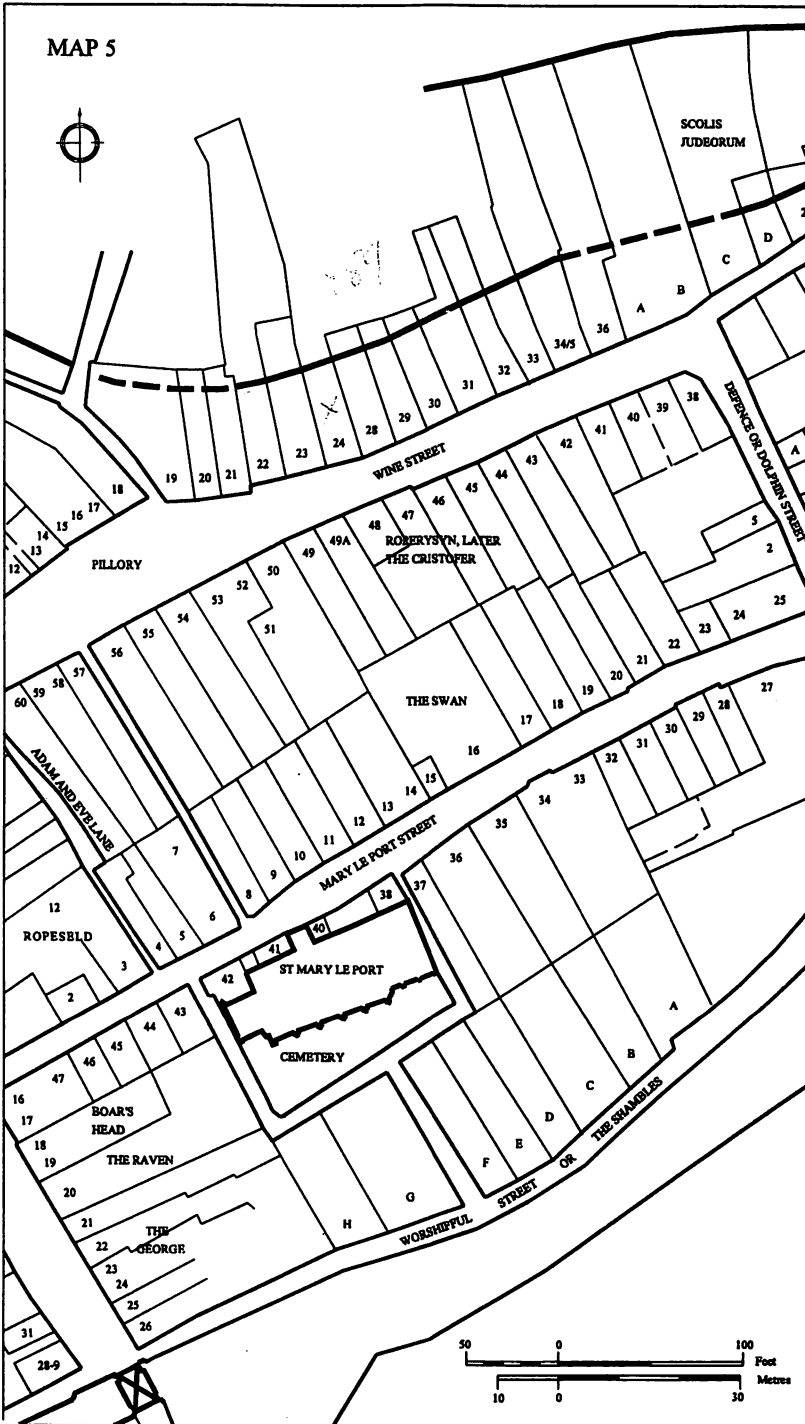 MAP 5
SCOLIS
JUDEORUM
2
D
C
B
A
36
34/5
33
32
31
30
29
28
24
23
22
21
20
19
18
17
16
15
14
13
12
WINE STREET
PILLORY
DEFENCE OR DOLPHIN STREET
A
38
39
40
41
42
43
44
45
46
47
48
49A
49
50
51
52
53
54
55
56
57
58
59
60
ROBERYSYN, LATER
THE CRISTOFER
5
2
25
24
23
22
21
20
19
18
17
16
15
14
13
12
11
10
9
8
THE SWAN
ADAM AND EVE LANE
7
6
5
4
3
2
12
ROPESELD
MARY LE PORT STREET
27
28
29
30
31
32
33
34
35
36
37
38
40
41
42
ST MARY LE PORT
CEMETERY
43
44
45
46
47
16
17
18
19
20
21
22
23
24
25
26
BOAR'S
HEAD
THE RAVEN
THE
GEORGE
A
B
C
D
E
F
G
H
WORSHIPFUL STREET OR THE SHAMBLES
31
28-9
50 0 100
Feet
Metres
10 0 30